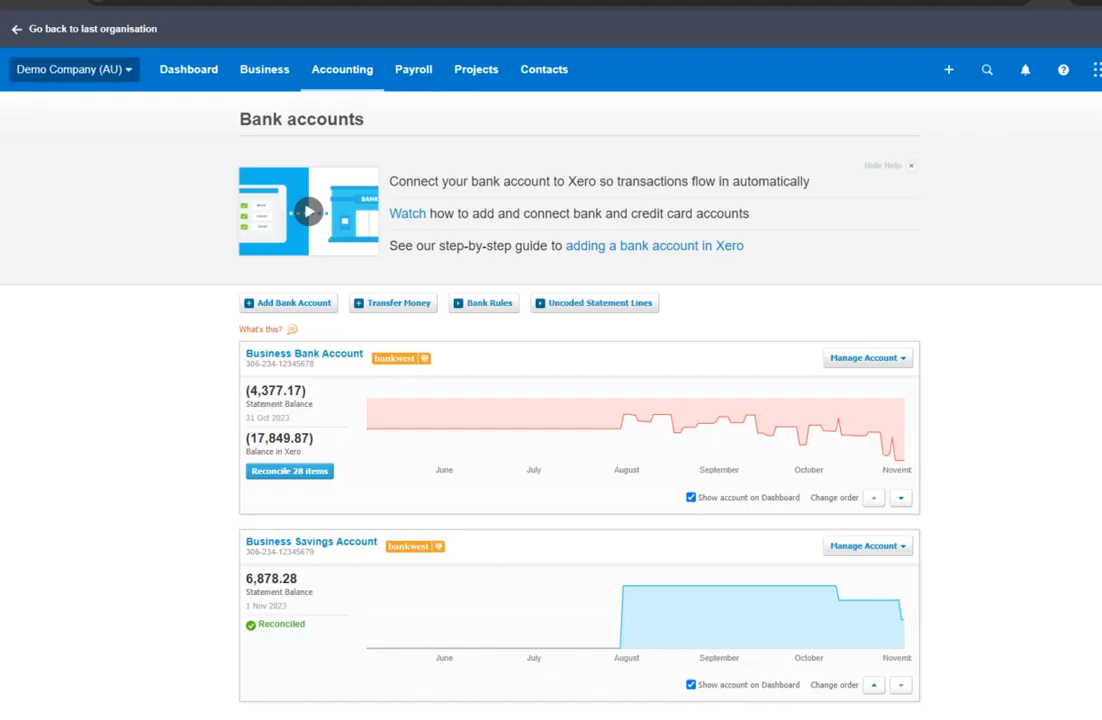 Go back to last organisation
Demo Company (AU) Dashboard Business Accounting Payroll Projects Contacts
Bank accounts
Hide Help
BANK
Connect your bank account to Xero so transactions flow in automatically
Watch how to add and connect bank and credit card accounts
See our step-by-step guide to adding a bank account in Xero
Add Bank Account Transfer Money Bank Rules Uncoded Statement Lines
What's this?
Business Bank Account bankwest Manage Account
306-234-12345678
(4,377.17)
Statement Balance
31 Oct 2023
(17,849.87)
Balance in Xero
Reconcile 28 items
June July August September October Novemt
Show account on Dashboard Change order
Business Savings Account bankwest Manage Account
306-234-12345679
6,878.28
Statement Balance
1 Nov 2023
Reconciled
June July August September October Novemt
Show account on Dashboard Change order